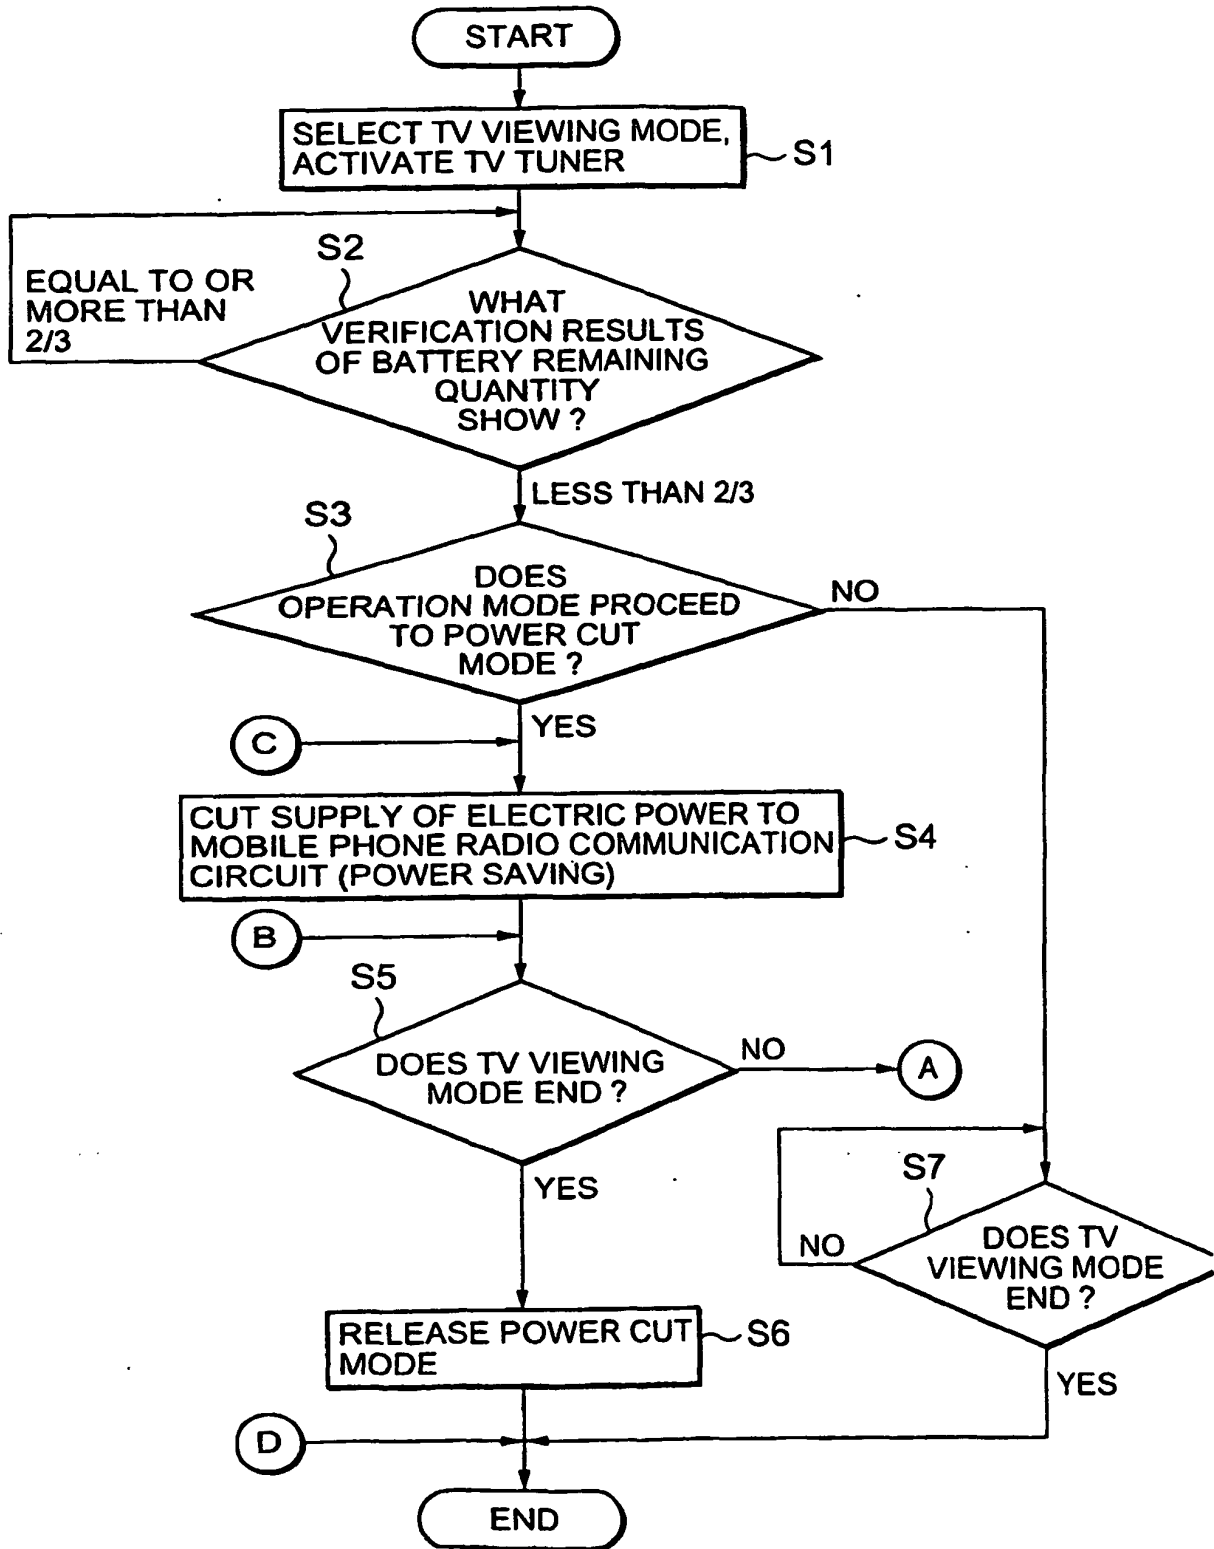 START
SELECT TV VIEWING MODE,
ACTIVATE TV TUNER
S1
S2
EQUAL TO OR
MORE THAN
2/3
WHAT
VERIFICATION RESULTS
OF BATTERY REMAINING
QUANTITY
SHOW ?
LESS THAN 2/3
S3
DOES
OPERATION MODE PROCEED
TO POWER CUT
MODE ?
NO
YES
C
CUT SUPPLY OF ELECTRIC POWER TO
MOBILE PHONE RADIO COMMUNICATION
CIRCUIT (POWER SAVING)
S4
B
S5
DOES TV VIEWING
MODE END ?
NO
A
YES
S7
DOES TV
VIEWING MODE
END ?
NO
YES
RELEASE POWER CUT
MODE
S6
D
END